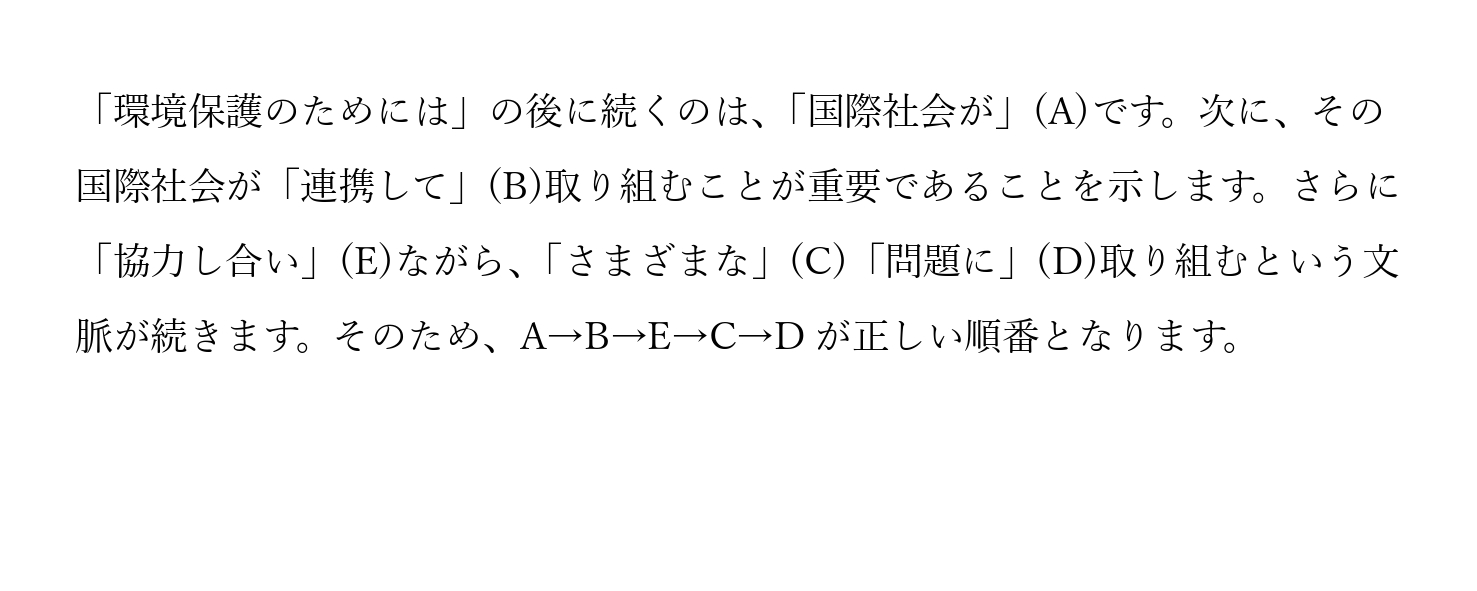 「環境保護のためには」の後に続くのは、「国際社会が」(A)です。次に、その
国際社会が「連携して」(B)取り組むことが重要であることを示します。さらに
「協力し合い」(E)ながら、「さまざまな」(C)「問題に」(D)取り組むという文
脈が続きます。そのため、A→B→E→C→D が正しい順番となります。